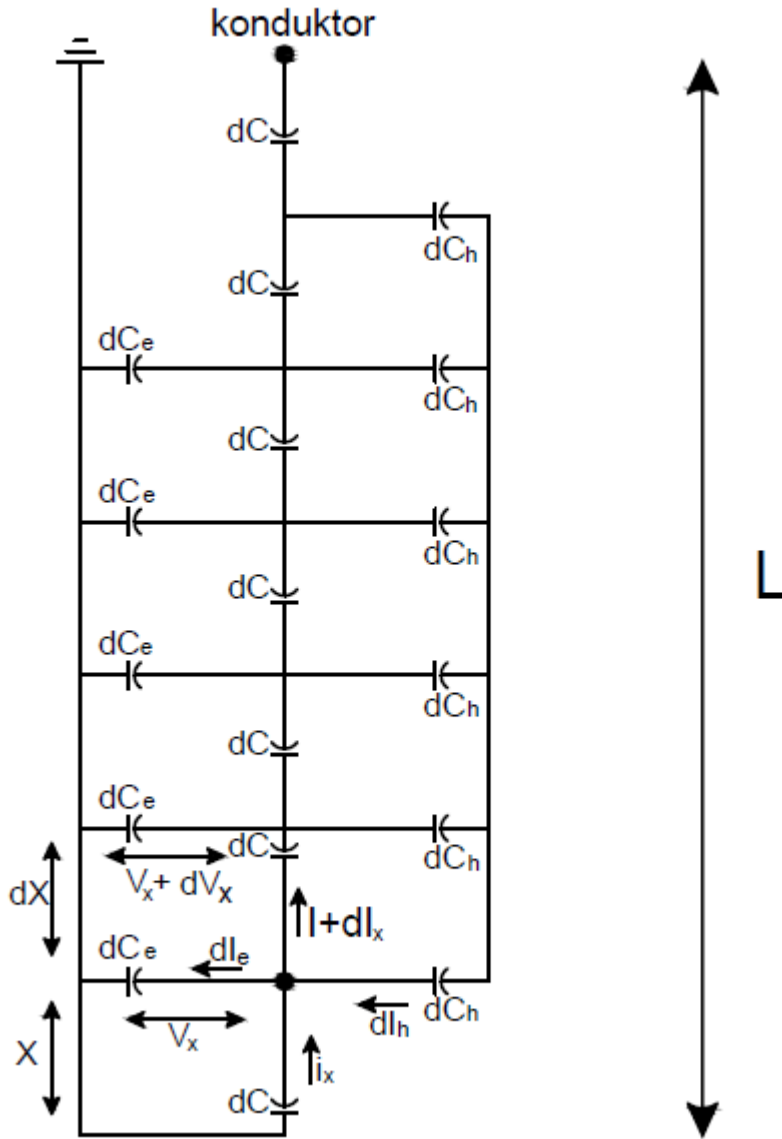 konduktor
dC
dCₕ
dC
dCₑ
dCₕ
dC
dCₑ
dCₕ
dC
L
dCₑ
dCₕ
dC
dCₑ
dC
dCₕ
Vₓ+ dVₓ
dX
I+dIₓ
dCₑ
dIₑ
dIₕ
dCₕ
Vₓ
X
iₓ
dC